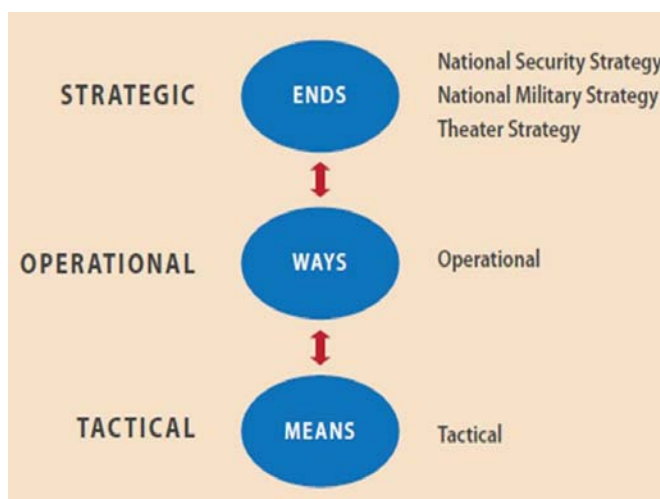 STRATEGIC
ENDS
National Security Strategy
National Military Strategy
Theater Strategy
OPERATIONAL
WAYS
Operational
TACTICAL
MEANS
Tactical